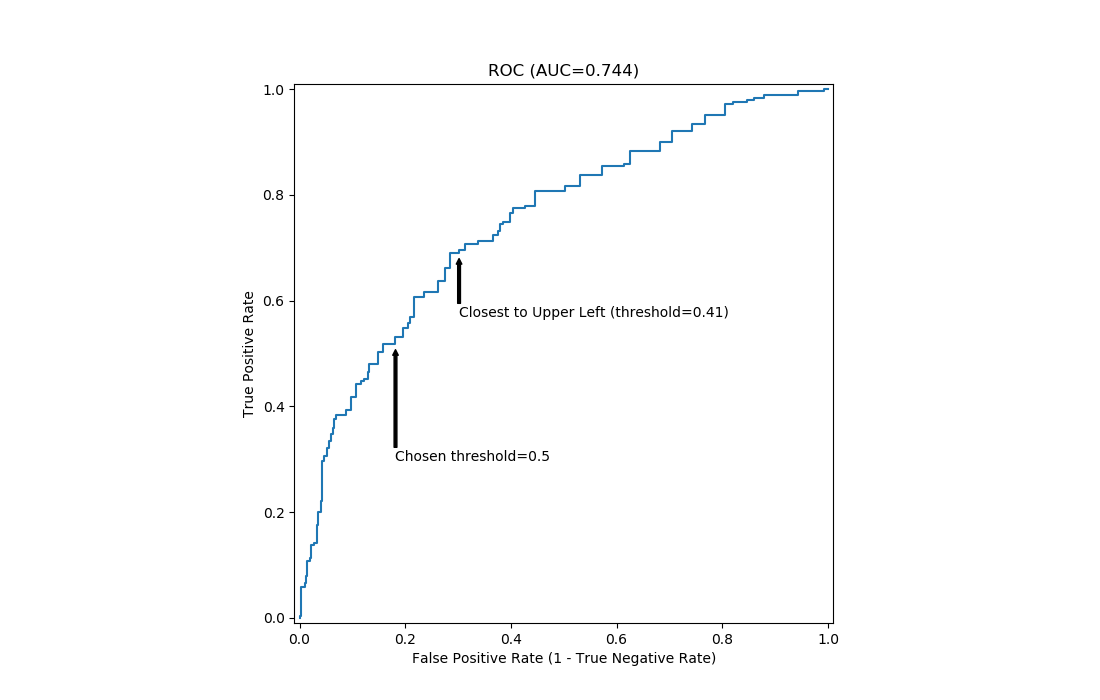 ROC (AUC=0.744)
1.0
0.8
0.6
0.4
0.2
0.0
True Positive Rate
Closest to Upper Left (threshold=0.41)
Chosen threshold=0.5
0.0 0.2 0.4 0.6 0.8 1.0
False Positive Rate (1 - True Negative Rate)